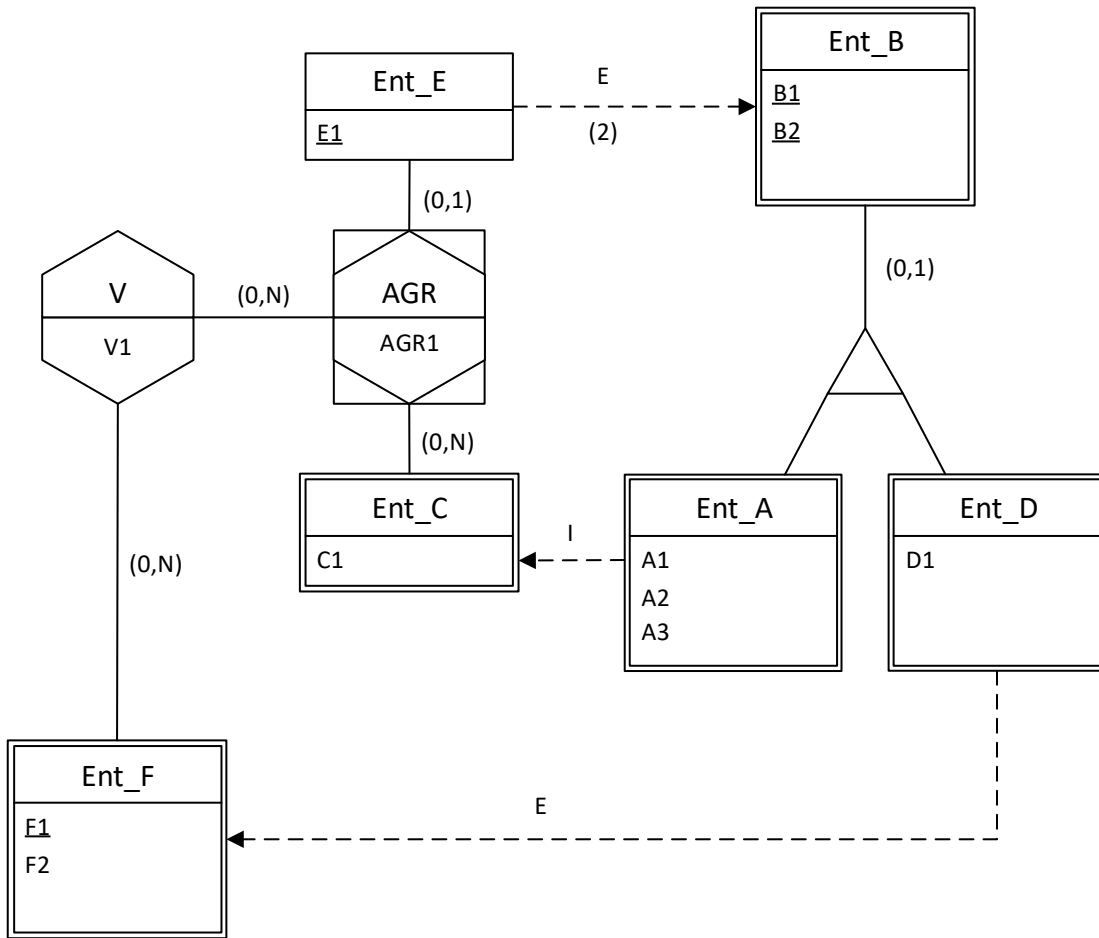 Ent_B
B1
B2
Ent_E
E1
E
(2)
(0,1)
(0,1)
V
V1
(0,N)
AGR
AGR1
(0,N)
Ent_C
C1
I
Ent_A
A1
A2
A3
Ent_D
D1
(0,N)
Ent_F
F1
F2
E